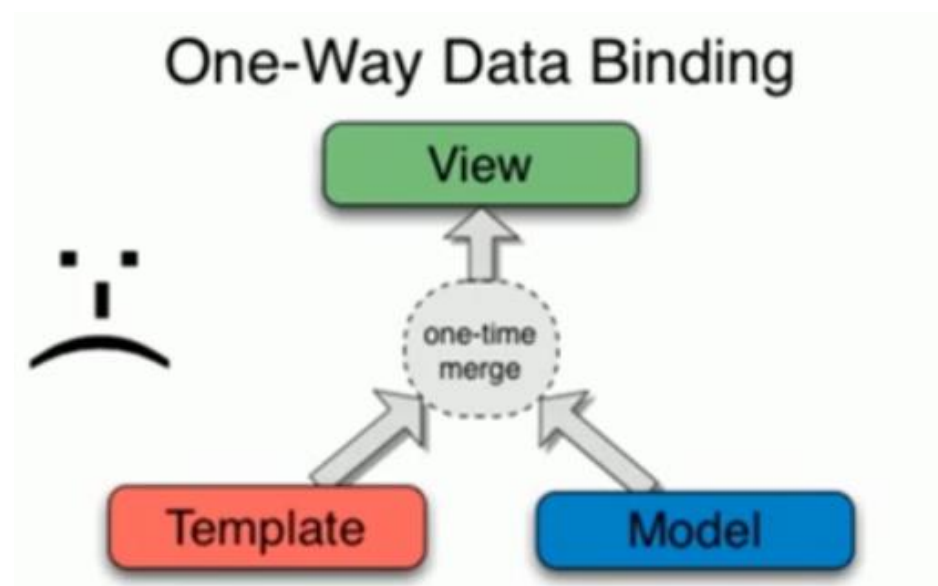 One-Way Data Binding
View
one-time
merge
Template
Model